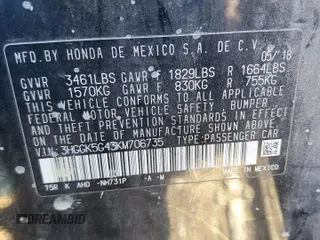 MFD. BY HONDA DE MEXICO S.A. DE C.V. 05/18
GVWR 3461LBS GAWR F 1829LBS R 1664LBS
GVWR 1570KG GAWR F 830KG R 755KG
THIS VEHICLE CONFORMS TO ALL APPLICABLE
FEDERAL MOTOR VEHICLE SAFETY, BUMPER, AND
THEFT PREVENTION STANDARDS IN EFFECT ON THE
DATE OF MANUFACTURE SHOWN ABOVE.
VIN: 3HGGK5G43KM706735 TYPE: PASSENGER CAR
MADE IN MEXICO
T5R K AHD NH731P -A -M
DREAMBID